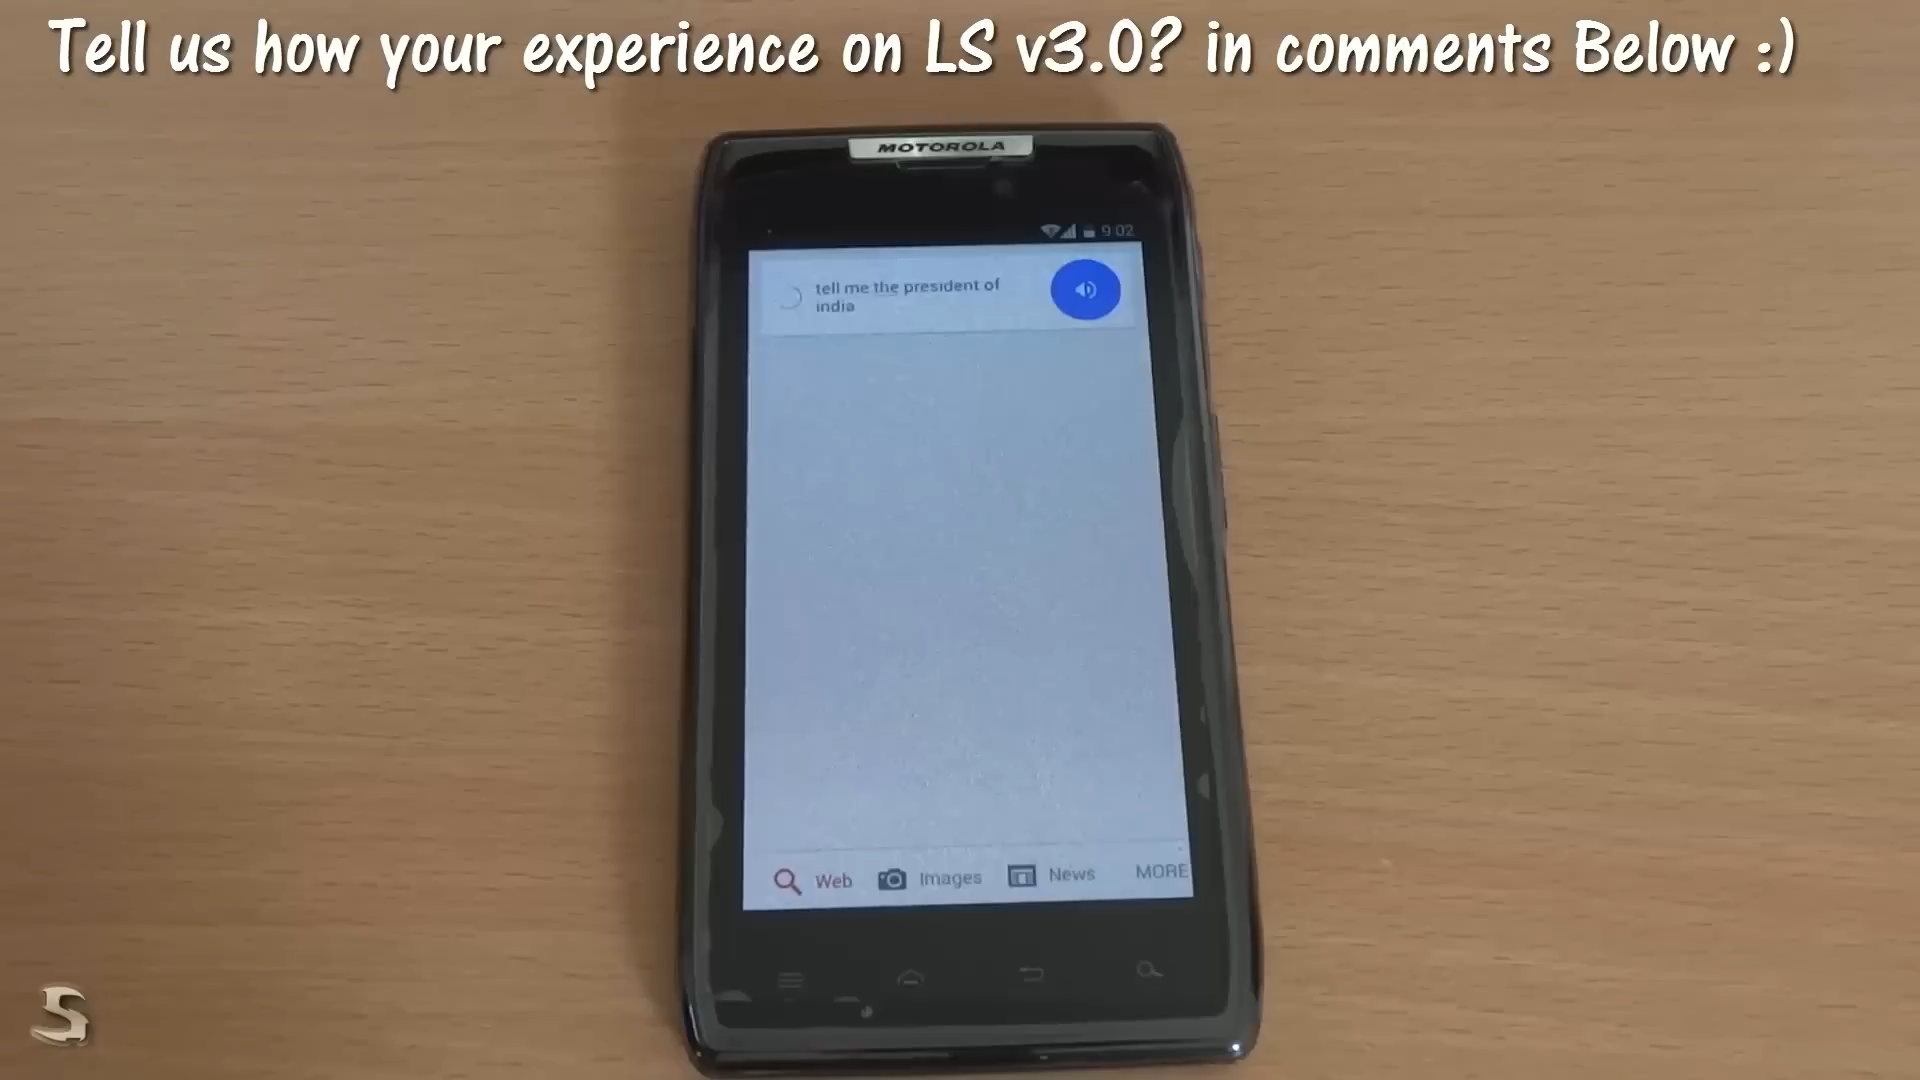 Tell us how your experience on LS v3.0? in comments Below :)
MOTOROLA
9:02
tell me the president of
india
Web Images News MORE
S